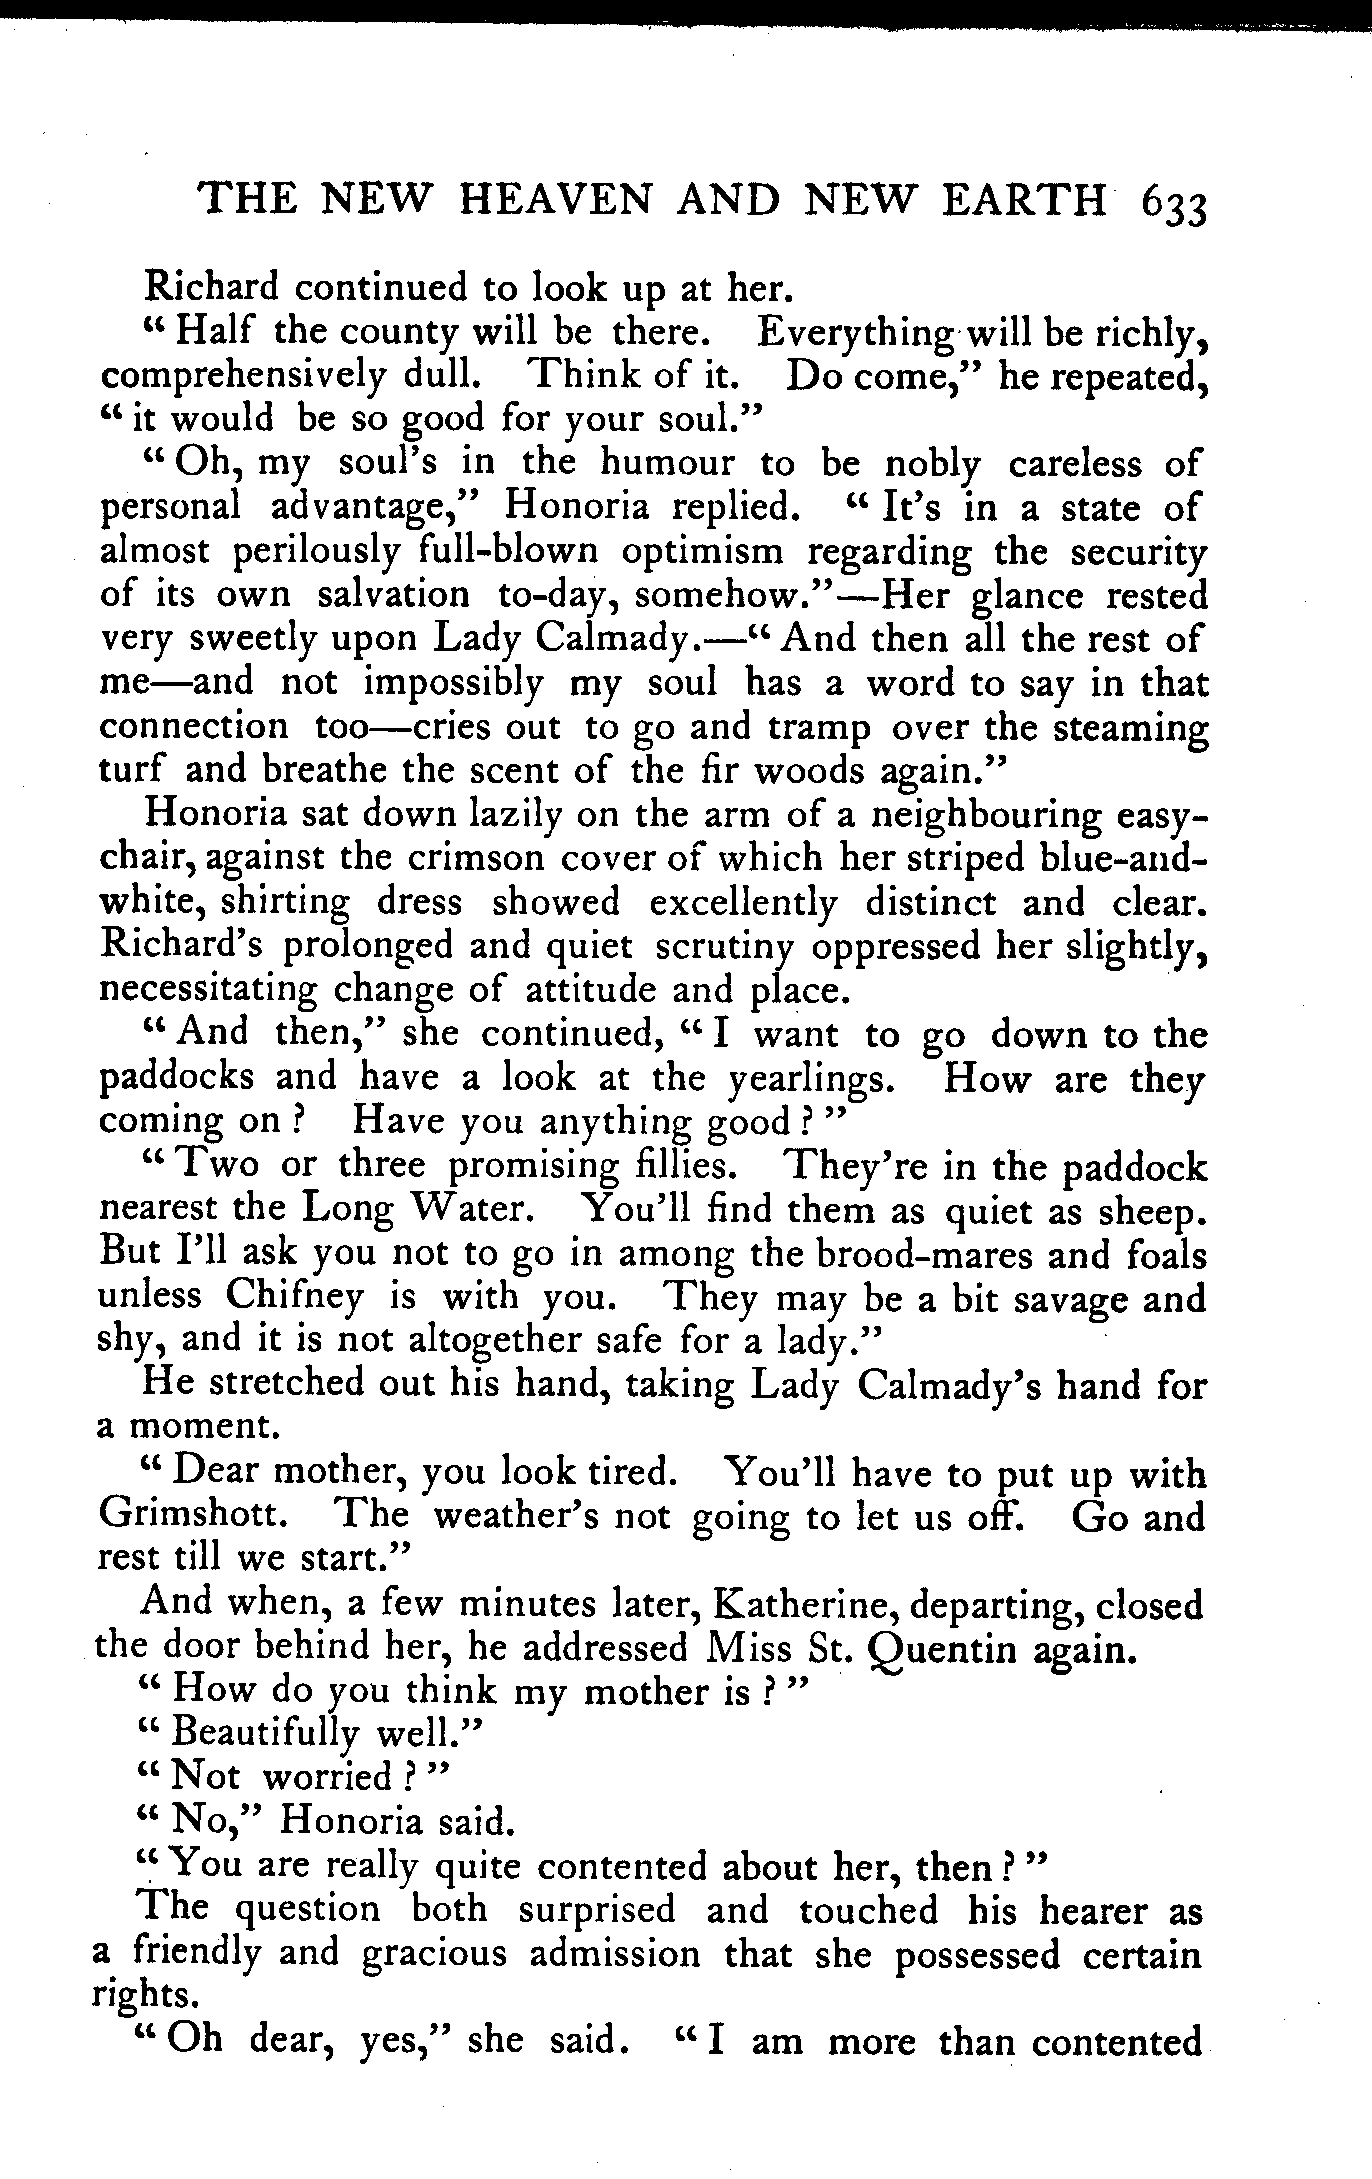 THE NEW HEAVEN AND NEW EARTH 633
Richard continued to look up at her.
“Half the county will be there. Everything will be richly,
comprehensively dull. Think of it. Do come,” he repeated,
“it would be so good for your soul.”
“Oh, my soul’s in the humour to be nobly careless of
personal advantage,” Honoria replied. “It’s in a state of
almost perilously full-blown optimism regarding the security
of its own salvation to-day, somehow.”—Her glance rested
very sweetly upon Lady Calmady.—“And then all the rest of
me—and not impossibly my soul has a word to say in that
connection too—cries out to go and tramp over the steaming
turf and breathe the scent of the fir woods again.”
Honoria sat down lazily on the arm of a neighbouring easy-
chair, against the crimson cover of which her striped blue-and-
white, shirting dress showed excellently distinct and clear.
Richard’s prolonged and quiet scrutiny oppressed her slightly,
necessitating change of attitude and place.
“And then,” she continued, “I want to go down to the
paddocks and have a look at the yearlings. How are they
coming on? Have you anything good?”
“Two or three promising fillies. They’re in the paddock
nearest the Long Water. You’ll find them as quiet as sheep.
But I’ll ask you not to go in among the brood-mares and foals
unless Chifney is with you. They may be a bit savage and
shy, and it is not altogether safe for a lady.”
He stretched out his hand, taking Lady Calmady’s hand for
a moment.
“Dear mother, you look tired. You’ll have to put up with
Grimshott. The weather’s not going to let us off. Go and
rest till we start.”
And when, a few minutes later, Katherine, departing, closed
the door behind her, he addressed Miss St. Quentin again.
“How do you think my mother is?”
“Beautifully well.”
“Not worried?”
“No,” Honoria said.
“You are really quite contented about her, then?”
The question both surprised and touched his hearer as
a friendly and gracious admission that she possessed certain
rights.
“Oh dear, yes,” she said. “I am more than contented